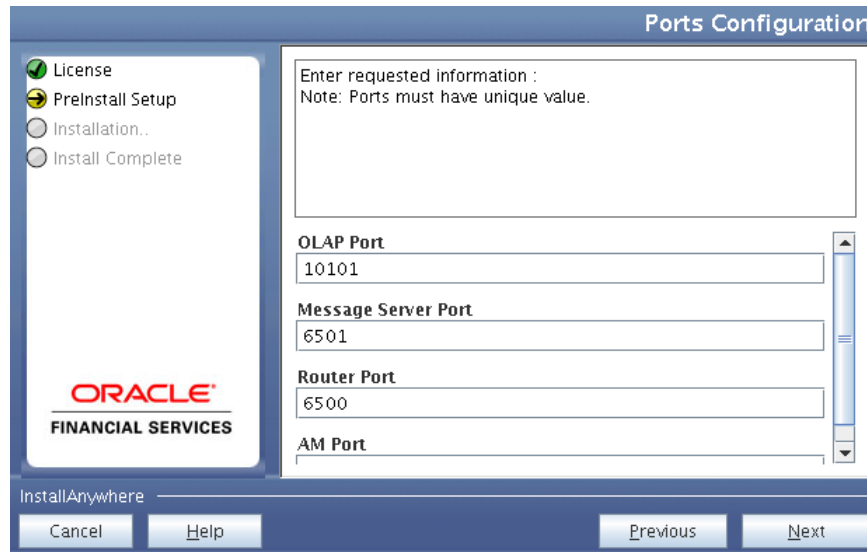 Ports Configuration
License
PreInstall Setup
Installation..
Install Complete
Enter requested information :
Note: Ports must have unique value.
OLAP Port
10101
Message Server Port
6501
Router Port
6500
AM Port
ORACLE
FINANCIAL SERVICES
InstallAnywhere
Cancel
Help
Previous
Next